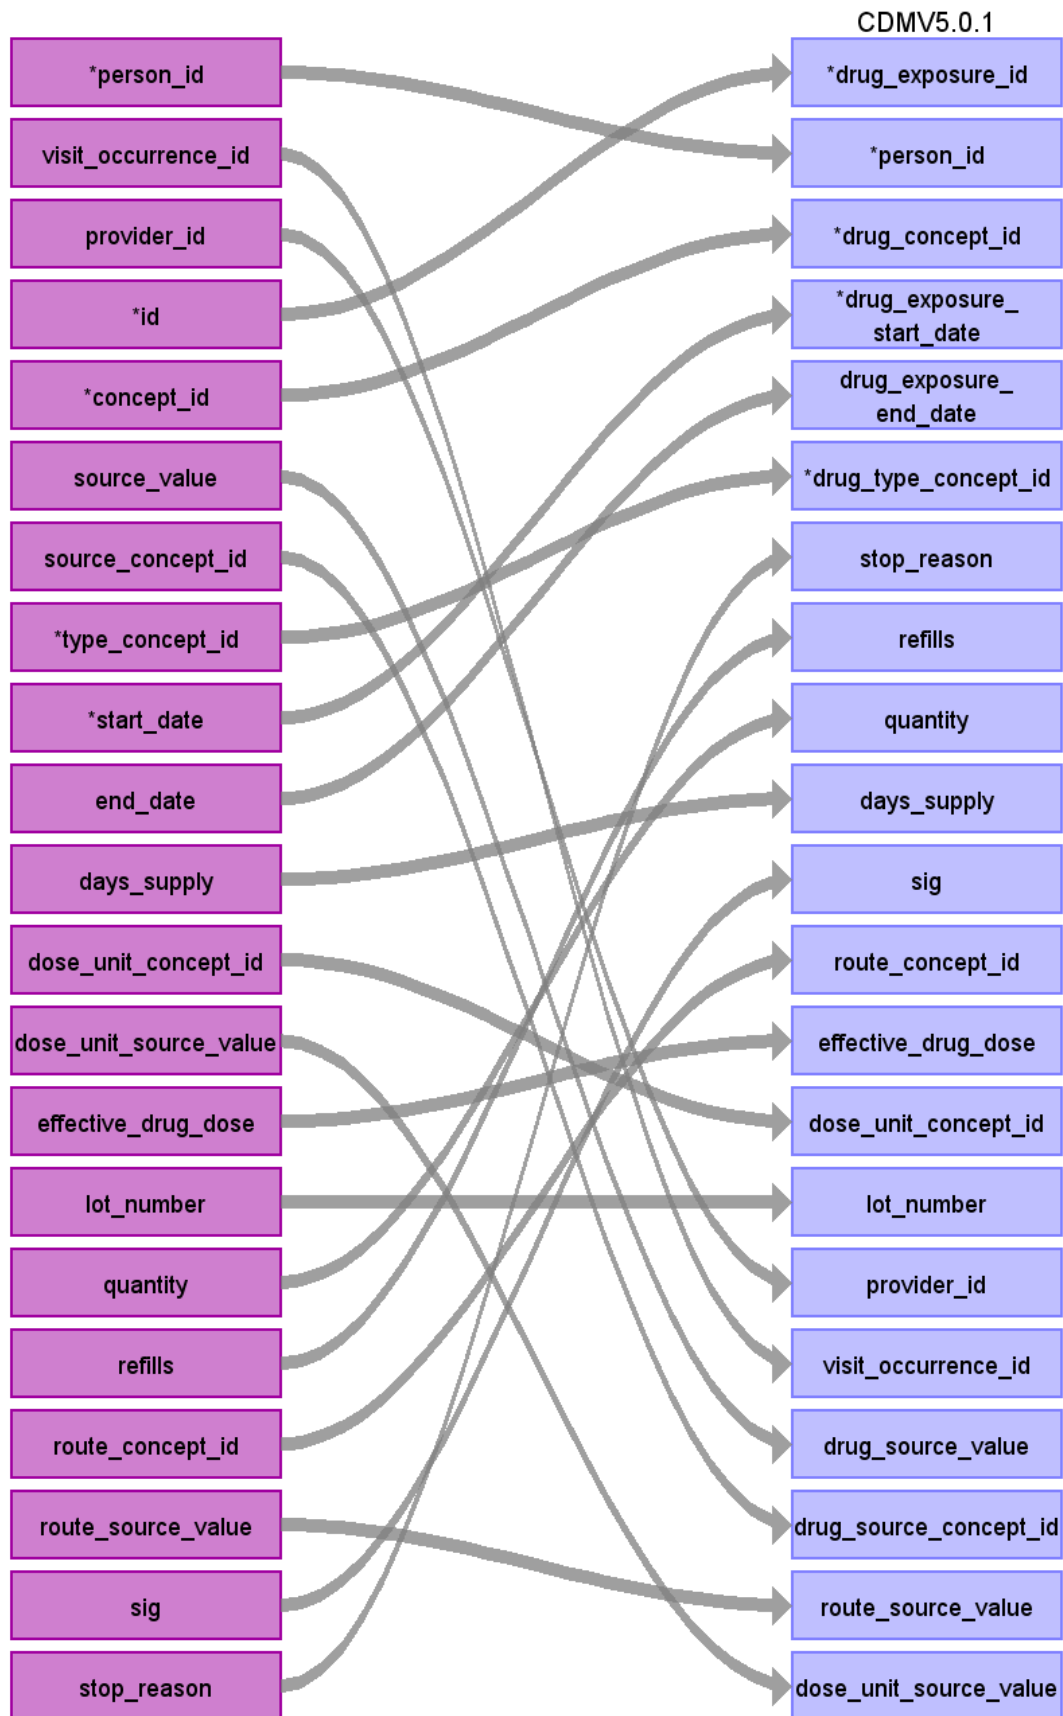 CDMV5.0.1
*person_id
visit_occurrence_id
provider_id
*id
*concept_id
source_value
source_concept_id
*type_concept_id
*start_date
end_date
days_supply
dose_unit_concept_id
dose_unit_source_value
effective_drug_dose
lot_number
quantity
refills
route_concept_id
route_source_value
sig
stop_reason
*drug_exposure_id
*person_id
*drug_concept_id
*drug_exposure_
start_date
drug_exposure_
end_date
*drug_type_concept_id
stop_reason
refills
quantity
days_supply
sig
route_concept_id
effective_drug_dose
dose_unit_concept_id
lot_number
provider_id
visit_occurrence_id
drug_source_value
drug_source_concept_id
route_source_value
dose_unit_source_value